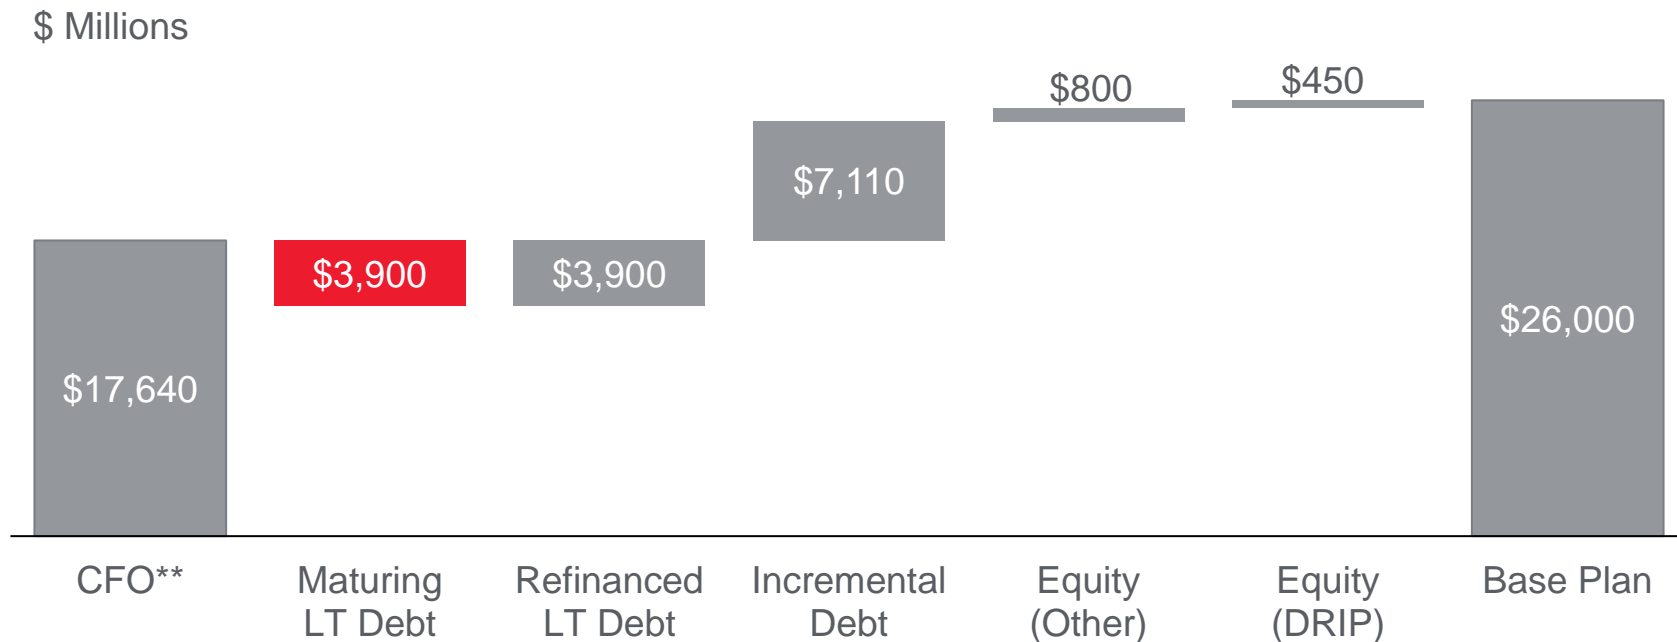 $ Millions
$800
$450
$7,110
$3,900
$3,900
$26,000
$17,640
CFO**
Maturing
LT Debt
Refinanced
LT Debt
Incremental
Debt
Equity
(Other)
Equity
(DRIP)
Base Plan